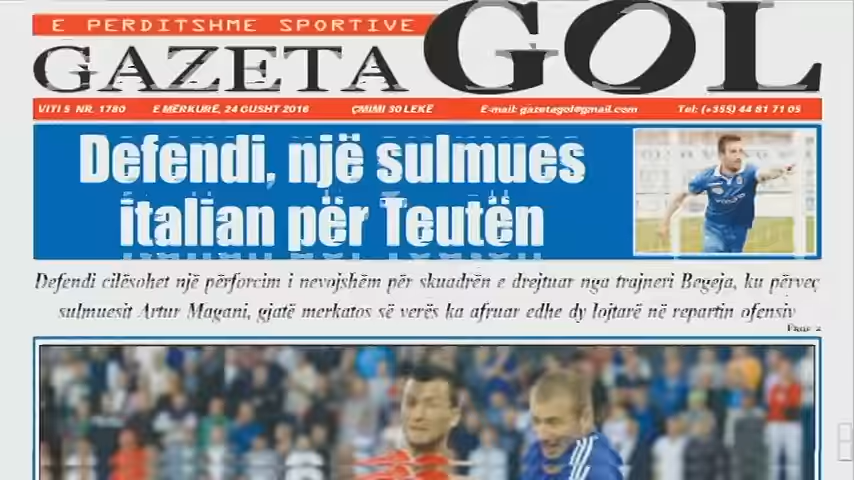 E PERDITSHME SPORTIVE
GAZETA GOL
VITI 5 NR. 1780 E MËRKURË, 24 GUSHT 2016 ÇMIMI 30 LEKË E-mail: gazetagol@gmail.com Tel: (+355) 44 81 71 05
Defendi, një sulmues
italian për Teutën
Defendi cilësohet një përforcim i nevojshëm për skuadrën e drejtuar nga trajneri Begeja, ku përveç
sulmuesit Artur Magani, gjatë merkatos së verës ka afruar edhe dy lojtarë në repartin ofensiv